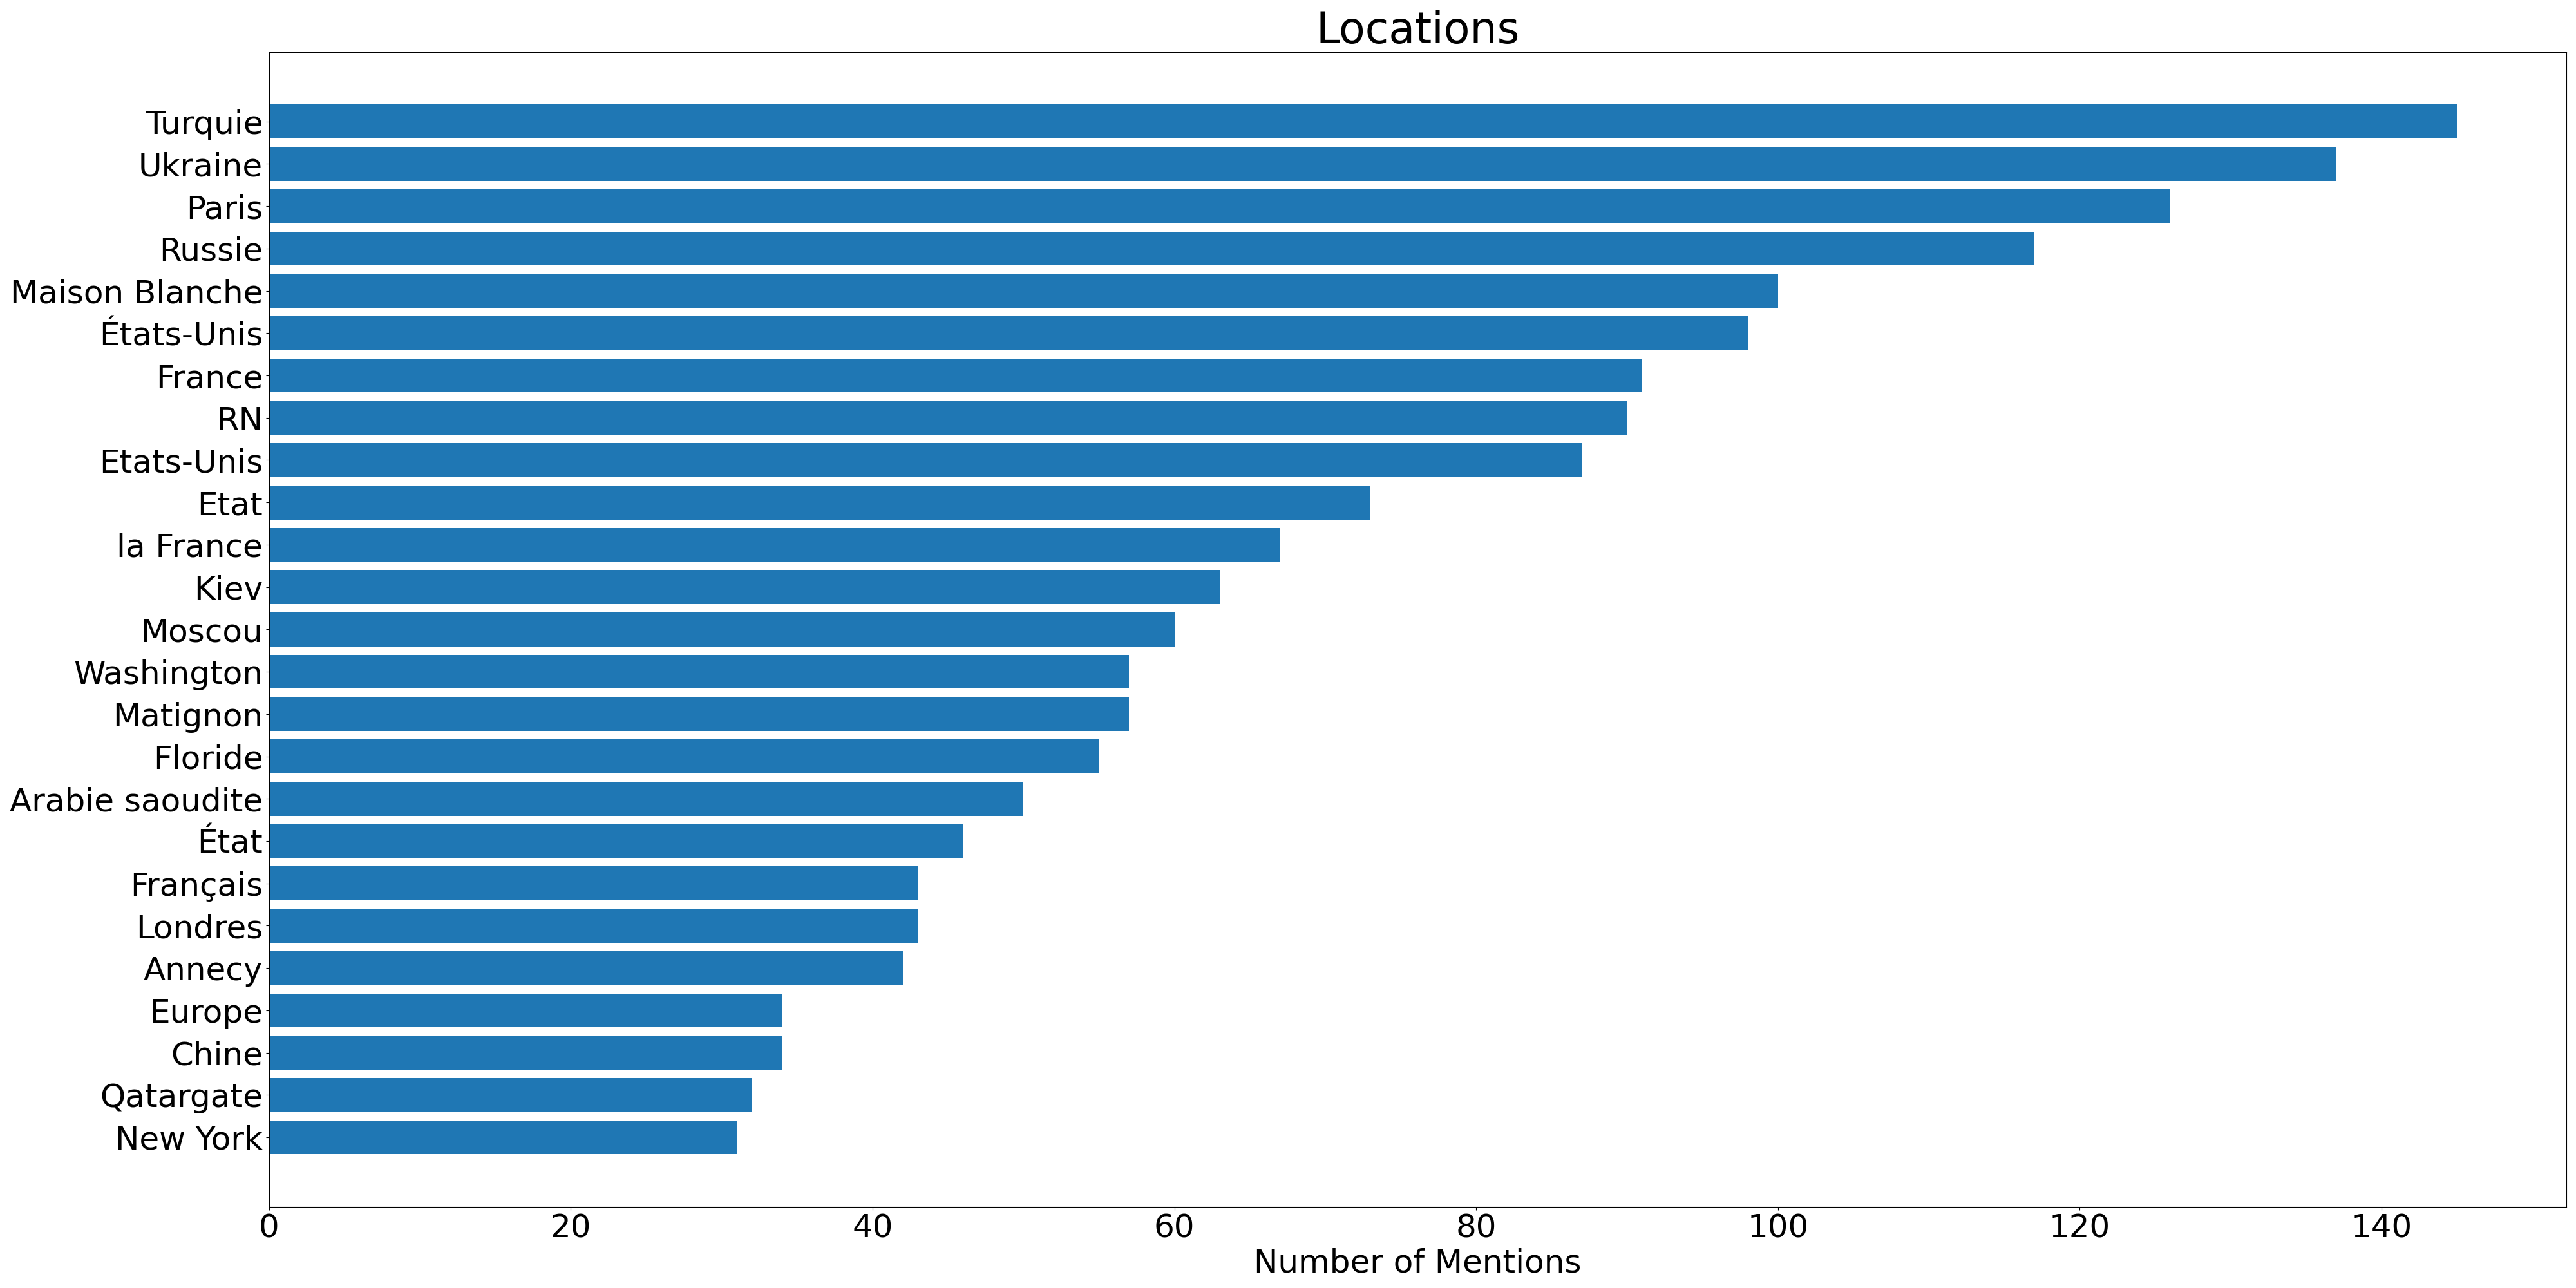 Locations
Turquie
Ukraine
Paris
Russie
Maison Blanche
États-Unis
France
RN
Etats-Unis
Etat
la France
Kiev
Moscou
Washington
Matignon
Floride
Arabie saoudite
État
Français
Londres
Annecy
Europe
Chine
Qatargate
New York
0 20 40 60 80 100 120 140
Number of Mentions